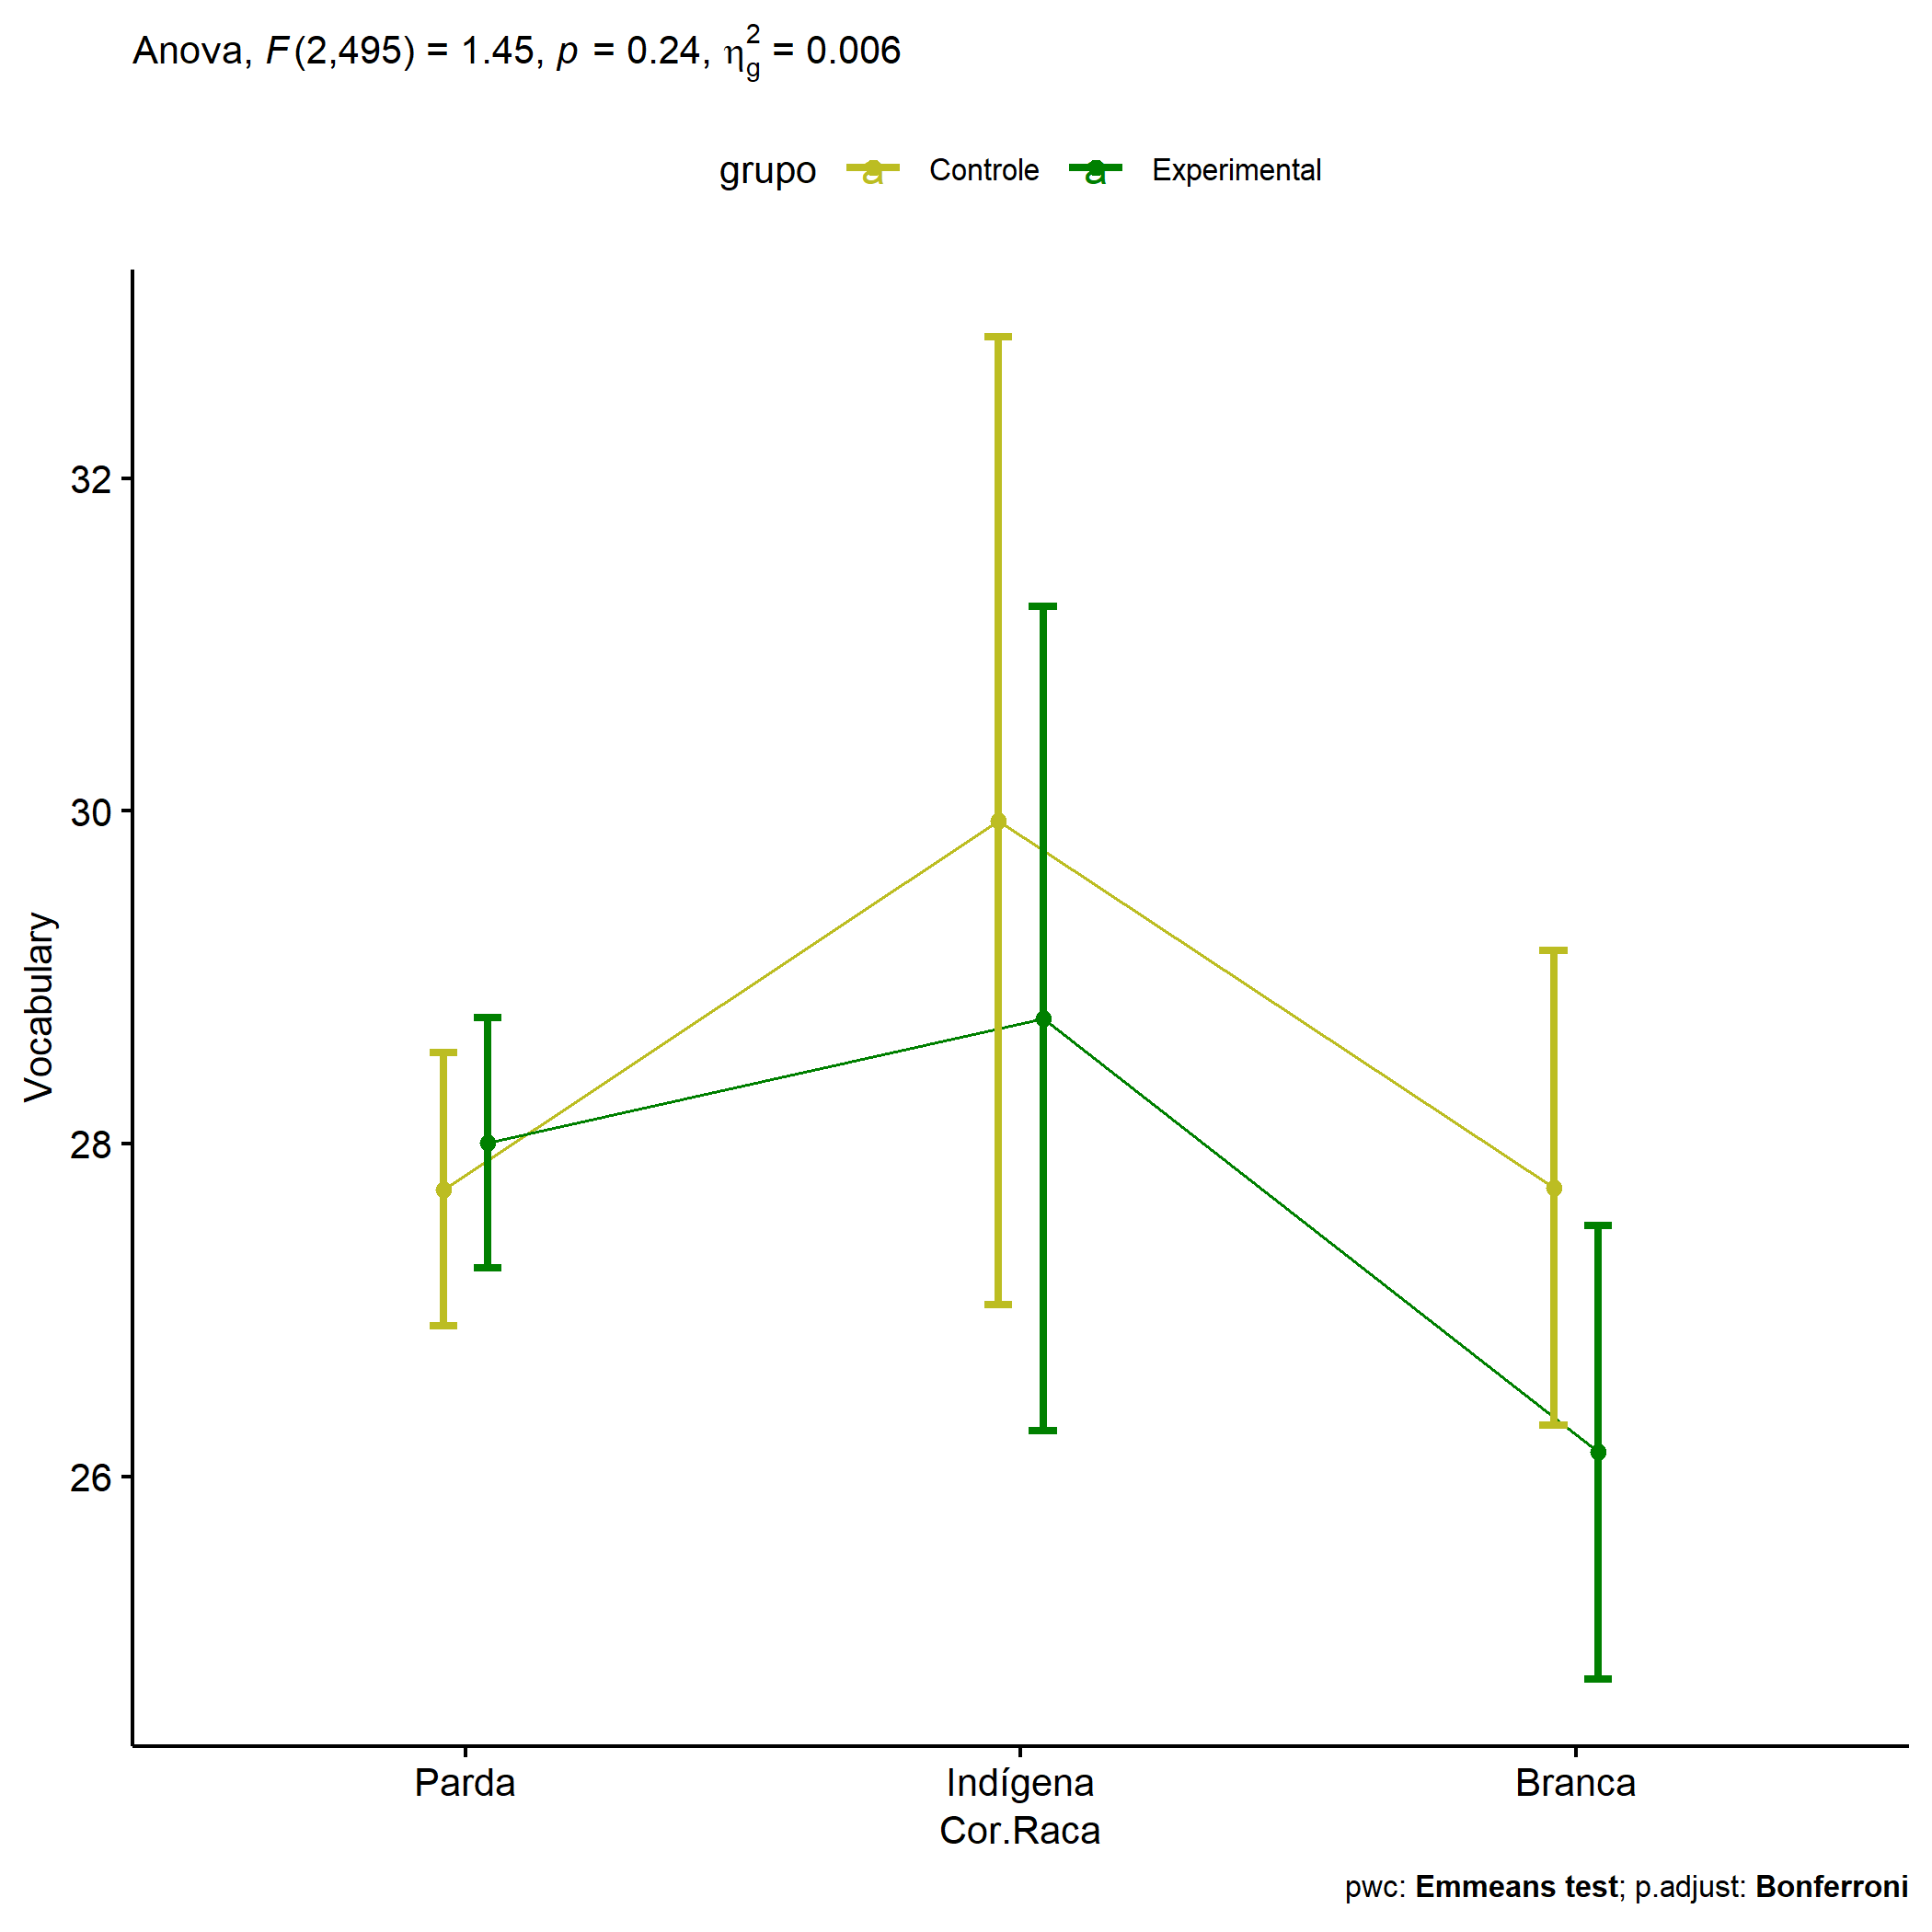 Anova, F(2,495) = 1.45, p = 0.24, η²g = 0.006
grupo a Controle a Experimental
32
30
28
26
Vocabulary
Parda Indígena Branca
Cor.Raca
pwc: Emmeans test; p.adjust: Bonferroni